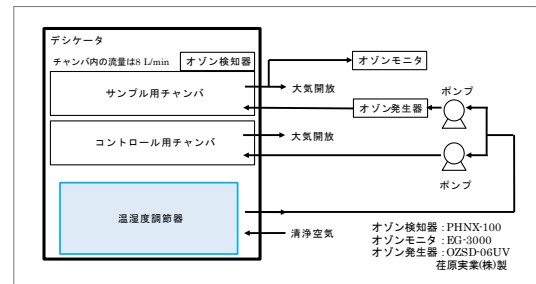 デシケータ
チャンバ内の流量は8 L/min
オゾン検知器
サンプル用チャンバ
コントロール用チャンバ
温湿度調節器
オゾンモニタ
大気開放
オゾン発生器
ポンプ
大気開放
ポンプ
清浄空気
オゾン検知器：PHNX-100
オゾンモニタ：EG-3000
オゾン発生器：OZSD-06UV
荏原実業(株)製